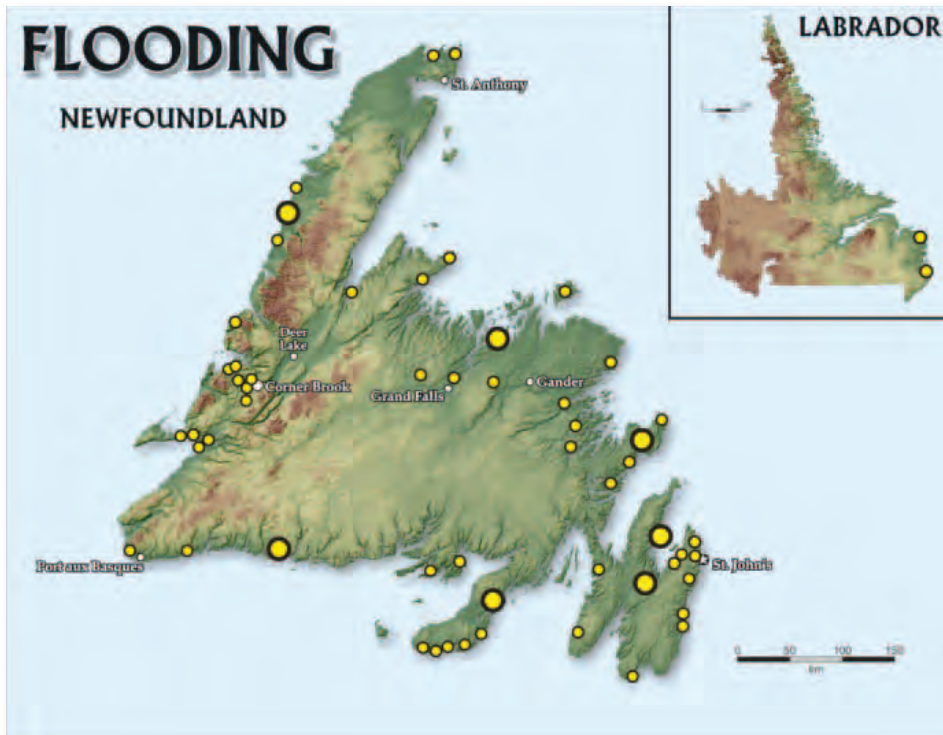 FLOODING
NEWFOUNDLAND
LABRADOR
St. Anthony
Deer
Lake
Corner Brook
Grand Falls
Gander
Port aux Basques
St. John's
0 50 100 150
km